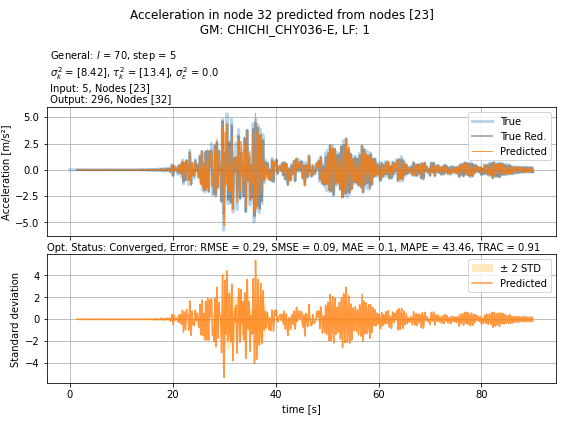 Acceleration in node 32 predicted from nodes [23]
GM: CHICHI_CHY036-E, LF: 1
General: l = 70, step = 5
σ²ₖ = [8.42], τ²ₖ = [13.4], σ²ε = 0.0
Input: 5, Nodes [23]
Output: 296, Nodes [32]
Acceleration [m/s²]
5.0
2.5
0.0
−2.5
−5.0
True
True Red.
Predicted
Opt. Status: Converged, Error: RMSE = 0.29, SMSE = 0.09, MAE = 0.1, MAPE = 43.46, TRAC = 0.91
Standard deviation
4
2
0
−2
−4
± 2 STD
Predicted
0 20 40 60 80
time [s]